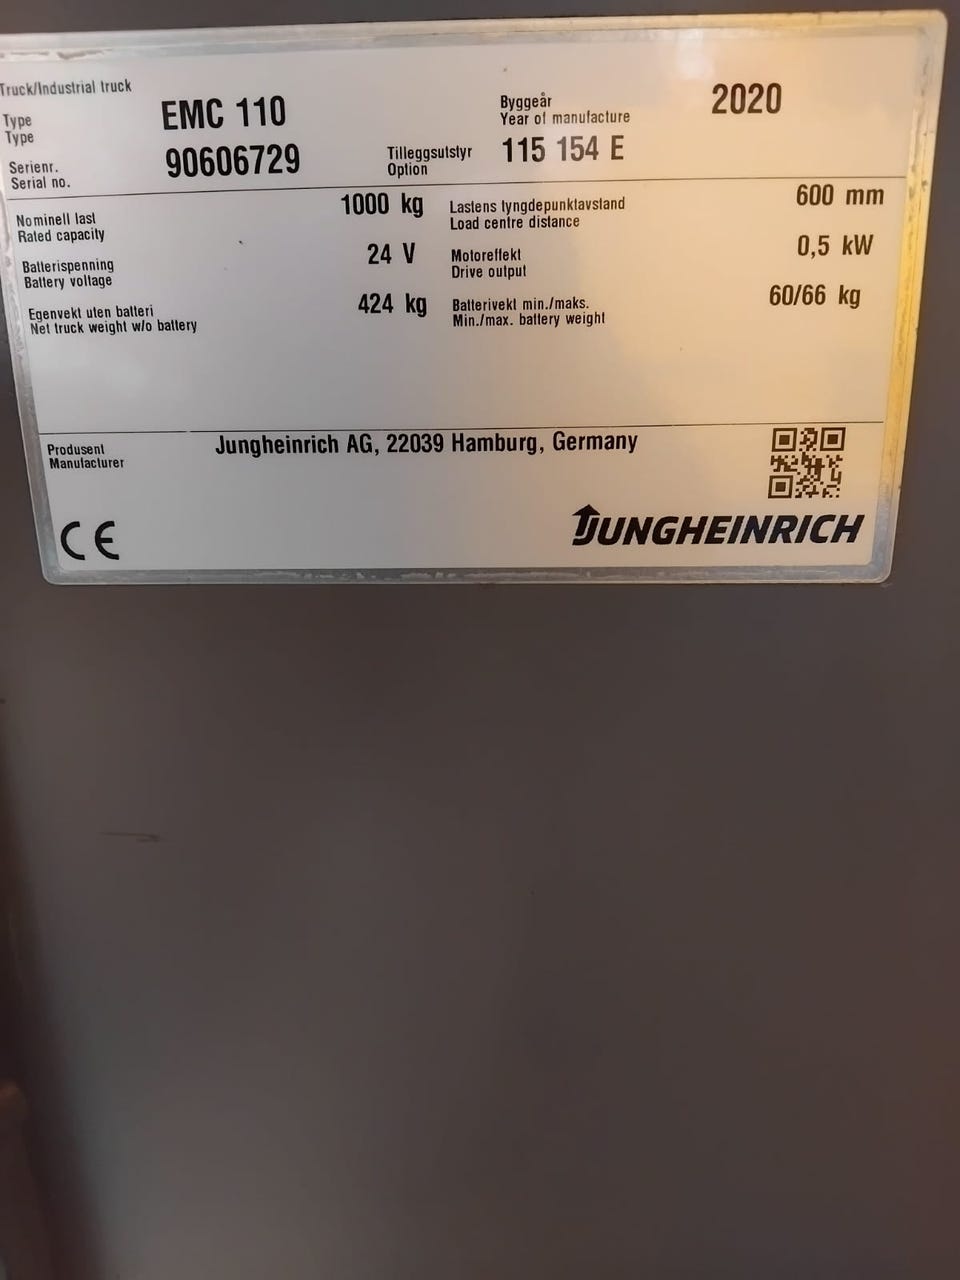 Truck/Industrial truck
Type
Type
EMC 110
Byggeår
Year of manufacture
2020
Serienr.
Serial no.
90606729
Tilleggsutstyr
Option
115 154 E
Nominell last
Rated capacity
1000 kg
Lastens tyngdepunktavstand
Load centre distance
600 mm
Batterispenning
Battery voltage
24 V
Motoreffekt
Drive output
0,5 kW
Egenvekt uten batteri
Net truck weight w/o battery
424 kg
Batterivekt min./maks.
Min./max. battery weight
60/66 kg
Produsent
Manufacturer
Jungheinrich AG, 22039 Hamburg, Germany
CE
JUNGHEINRICH